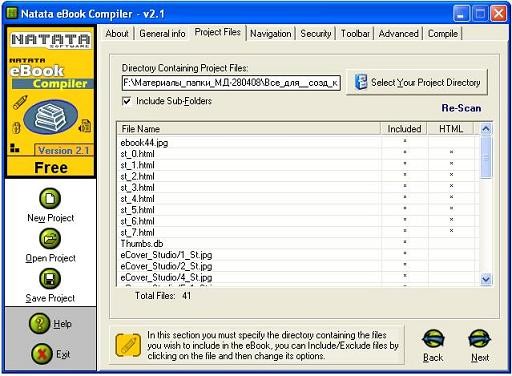 Natata eBook Compiler - v2.1
NATATA
SOFTWARE
NATATA
eBook
Compiler
Version 2.1
Free
New Project
Open Project
Save Project
Help
Exit
About
General info
Project Files
Navigation
Security
Toolbar
Advanced
Compile
Directory Containing Project Files:
F:\Материалы_папки_МД-280408\Все_для__созд_к
Select Your Project Directory
Include Sub-Folders
Re-Scan
File Name Included HTML
ebook44.jpg *
st_0.html * ×
st_1.html * ×
st_2.html * ×
st_3.html * ×
st_4.html * ×
st_5.html * ×
st_6.html * ×
st_7.html * ×
Thumbs.db *
eCover_Studio/1_St.jpg *
eCover_Studio/2_St.jpg *
eCover_Studio/4_St.jpg *
Total Files: 41
In this section you must specify the directory containing the files
you wish to include in the eBook, you can Include/Exclude files by
clicking on the file and then change its options.
Back
Next